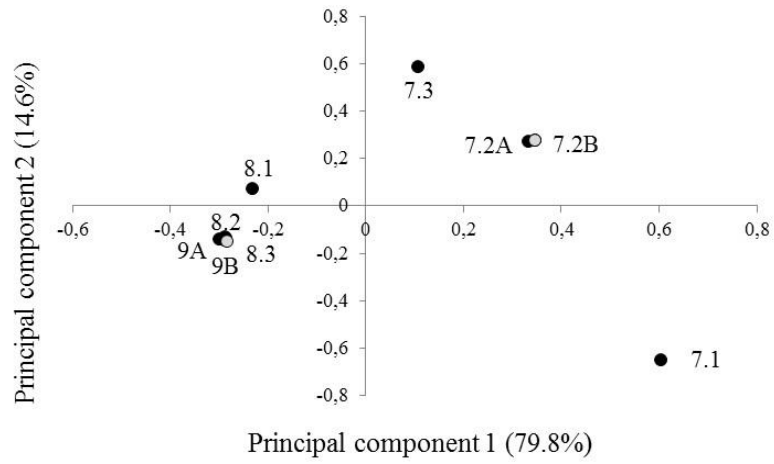 0,8
0,6
7.3
0,4
7.2A 7.2B
0,2
8.1
0
-0,6 -0,4 -0,2 0 0,2 0,4 0,6 0,8
8.2
9A 8.3
9B
-0,2
-0,4
-0,6
7.1
-0,8
Principal component 2 (14.6%)
Principal component 1 (79.8%)